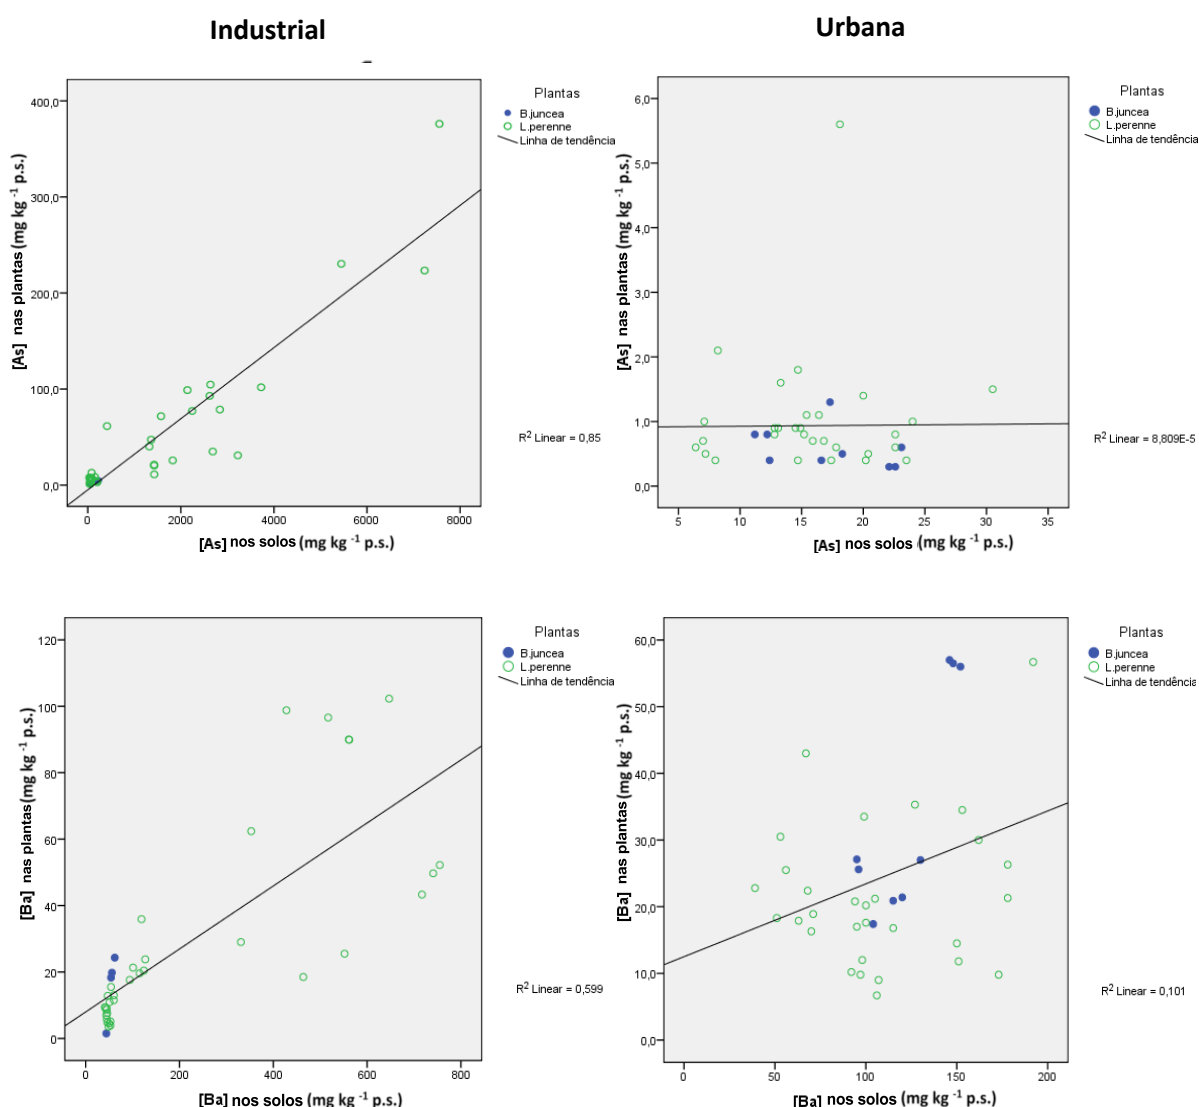 Industrial
Urbana
Plantas
B.juncea
L.perenne
Linha de tendência
400,0
300,0
200,0
100,0
0,0
[As] nas plantas (mg kg -1 p.s.)
R2 Linear = 0,85
0 2000 4000 6000 8000
[As] nos solos (mg kg -1 p.s.)
Plantas
B.juncea
L.perenne
Linha de tendência
6,0
5,0
4,0
3,0
2,0
1,0
0,0
[As] nas plantas (mg kg -1 p.s.)
R2 Linear = 8,809E-5
5 10 15 20 25 30 35
[As] nos solos (mg kg -1 p.s.)
Plantas
B.juncea
L.perenne
Linha de tendência
120
100
80
60
40
20
0
[Ba] nas plantas (mg kg -1 p.s.)
R2 Linear = 0,599
0 200 400 600 800
[Ba] nos solos (mg kg -1 p.s.)
Plantas
B.juncea
L.perenne
Linha de tendência
60,0
50,0
40,0
30,0
20,0
10,0
0,0
[Ba] nas plantas (mg kg -1 p.s.)
R2 Linear = 0,101
0 50 100 150 200
[Ba] nos solos (mg kg -1 p.s.)